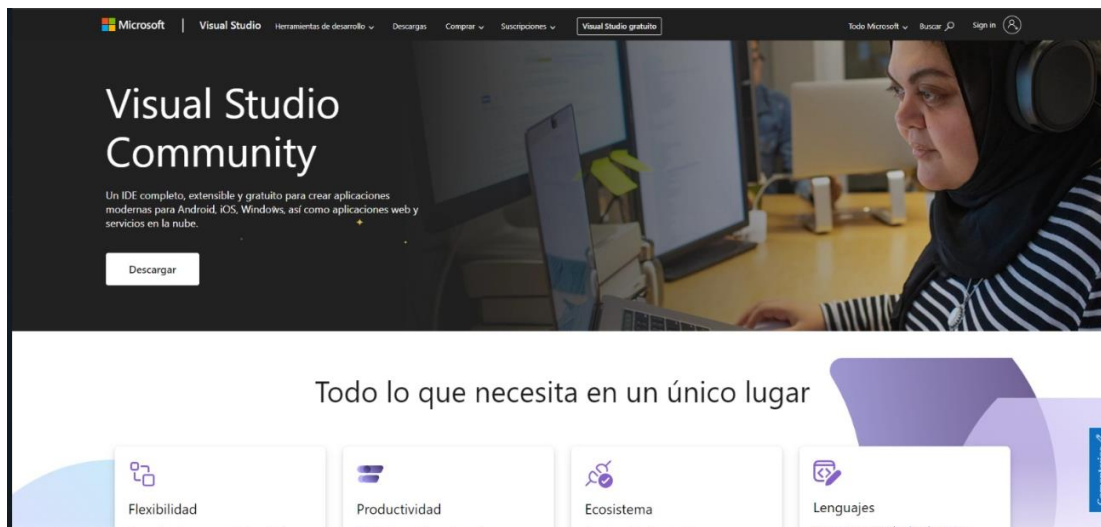 Microsoft
Visual Studio
Herramientas de desarrollo
Descargas
Comprar
Suscripciones
Visual Studio gratuito
Todo Microsoft
Buscar
Sign in
Visual Studio
Community
Un IDE completo, extensible y gratuito para crear aplicaciones
modernas para Android, iOS, Windows, así como aplicaciones web y
servicios en la nube.
Descargar
Todo lo que necesita en un único lugar
Flexibilidad
Productividad
Ecosistema
Lenguajes